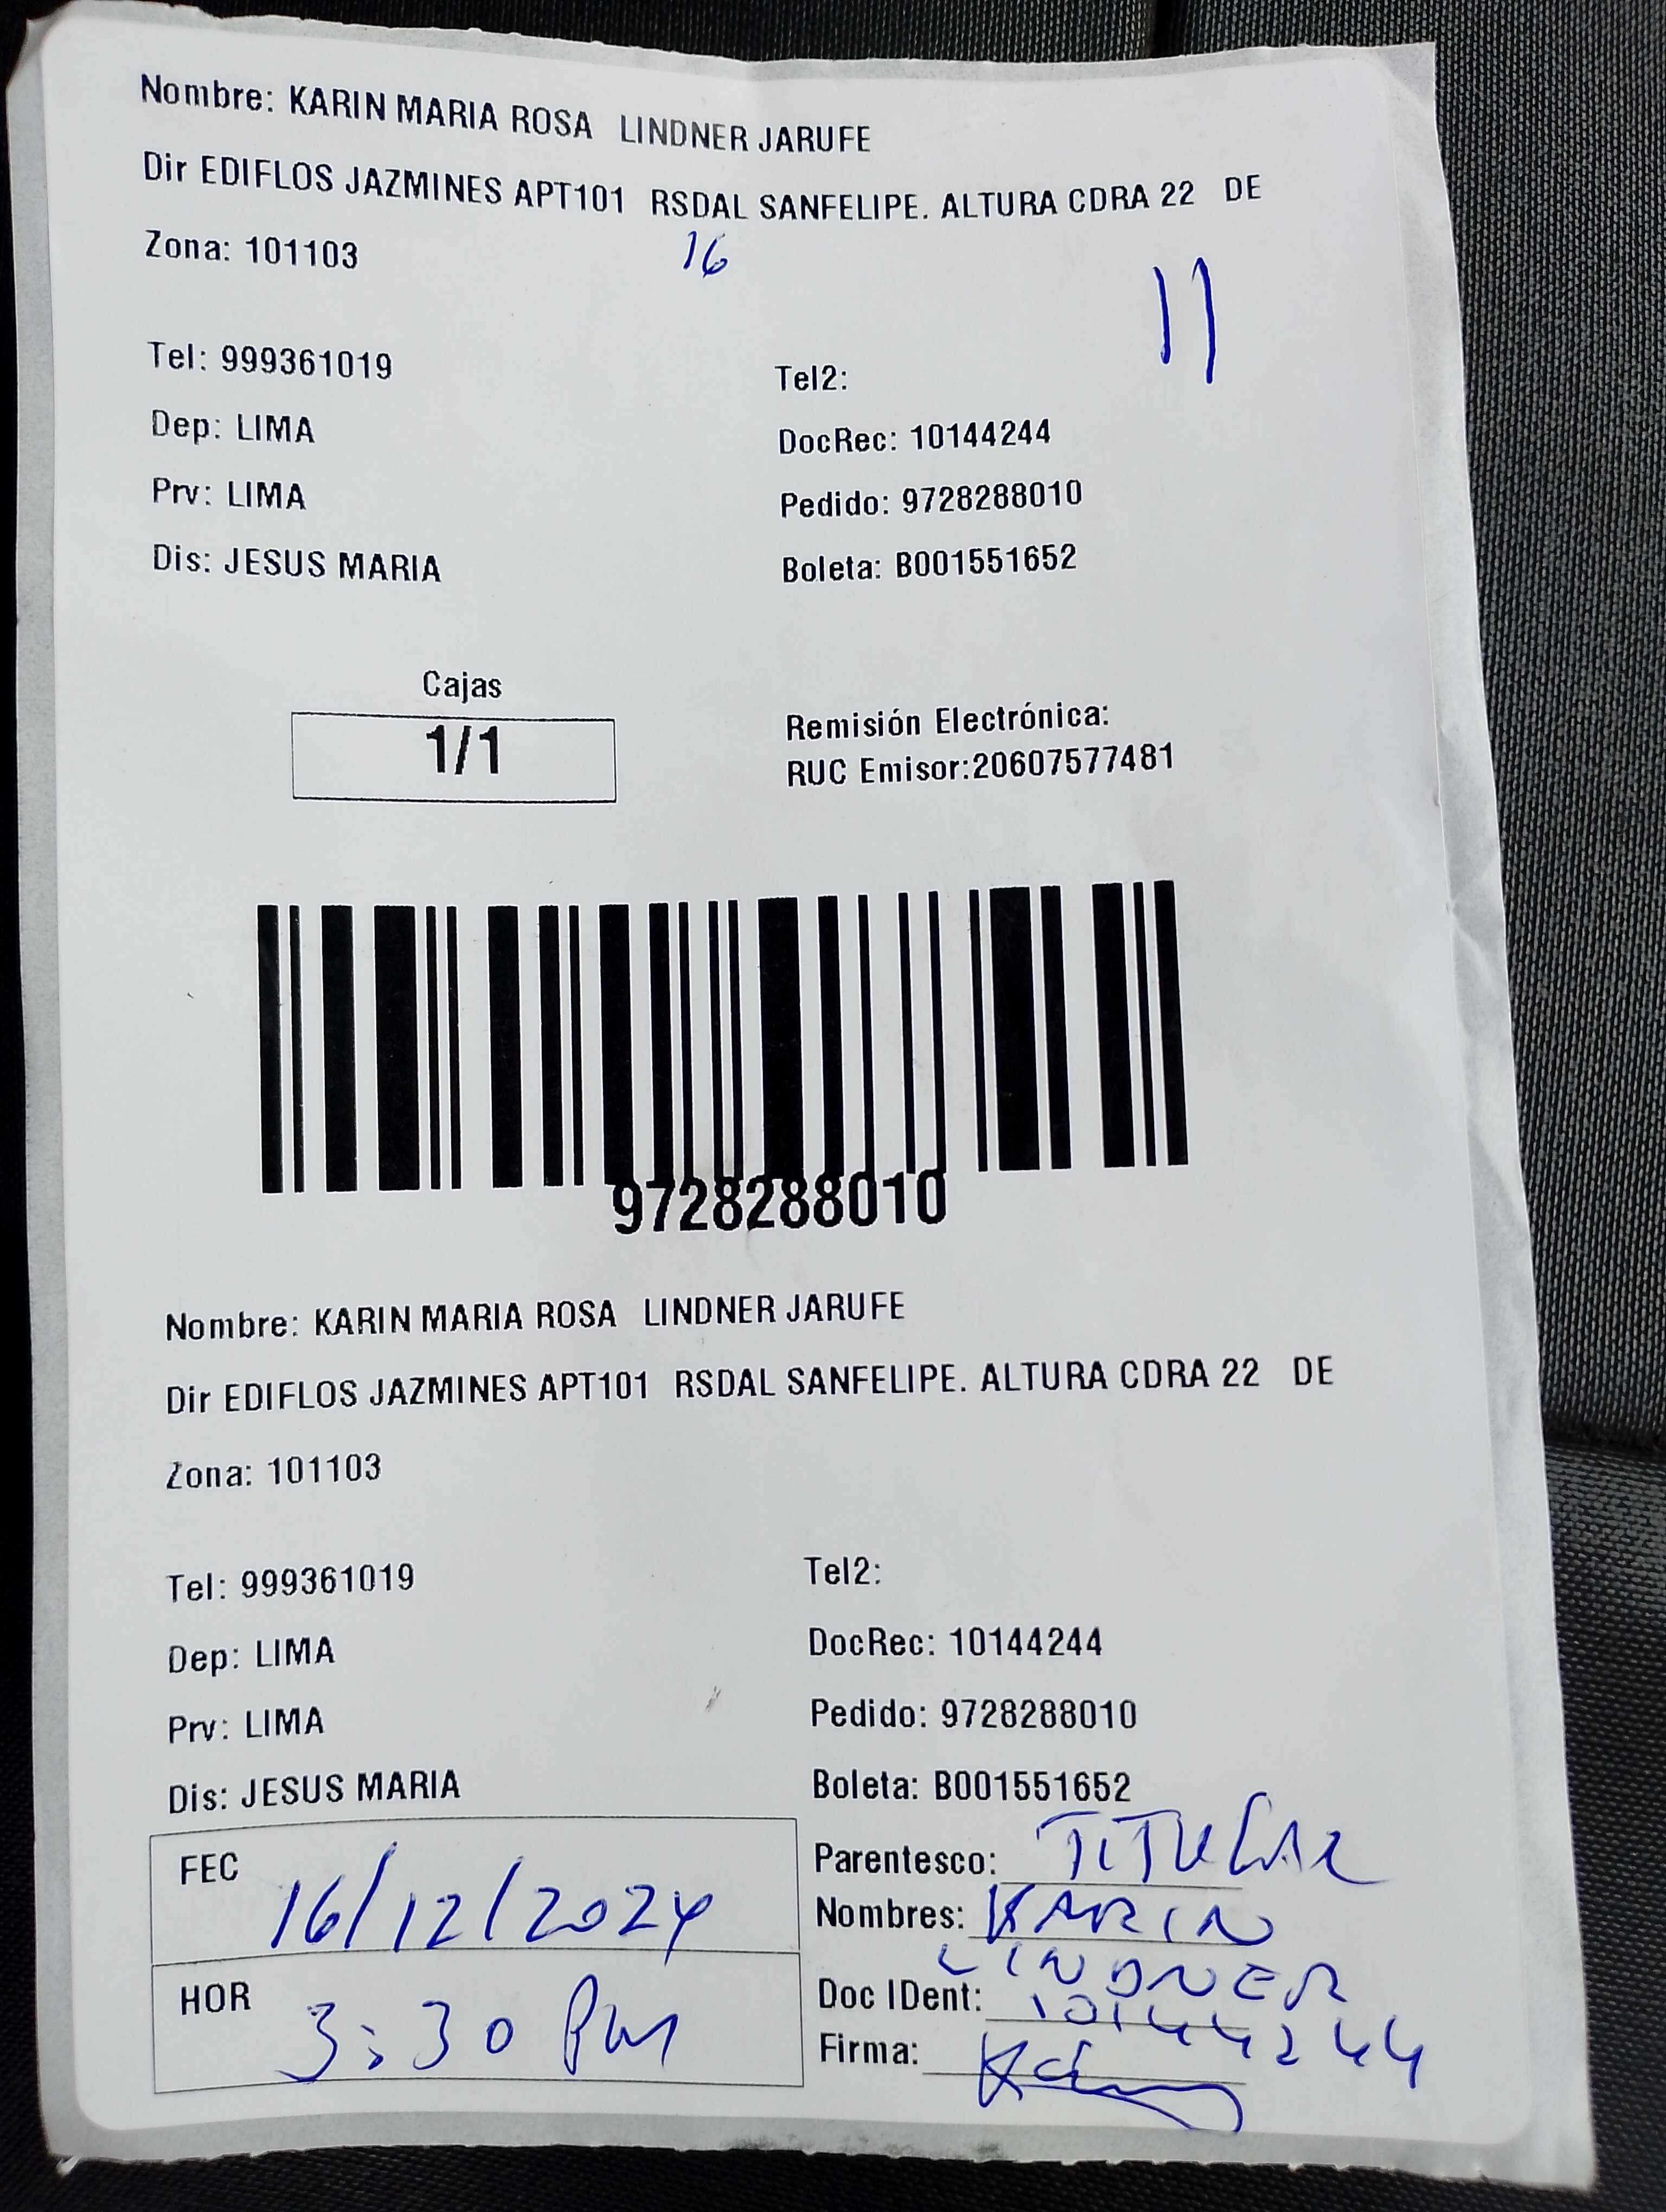 Nombre: KARIN MARIA ROSA LINDNER JARUFE
Dir EDIFLOS JAZMINES APT101 RSDAL SANFELIPE. ALTURA CDRA 22 DE
Zona: 101103
16
11
Tel: 999361019
Tel2:
Dep: LIMA
DocRec: 10144244
Prv: LIMA
Pedido: 9728288010
Dis: JESUS MARIA
Boleta: B001551652
Cajas
1/1
Remisión Electrónica:
RUC Emisor:20607577481
9728288010
Nombre: KARIN MARIA ROSA LINDNER JARUFE
Dir EDIFLOS JAZMINES APT101 RSDAL SANFELIPE. ALTURA CDRA 22 DE
Zona: 101103
Tel: 999361019
Tel2:
Dep: LIMA
DocRec: 10144244
Prv: LIMA
Pedido: 9728288010
Dis: JESUS MARIA
Boleta: B001551652
FEC 16/12/2024
HOR 3:30 Pm
Parentesco: TITULAR
Nombres: KARIN
LINDNER
Doc IDent: 10144244
Firma: